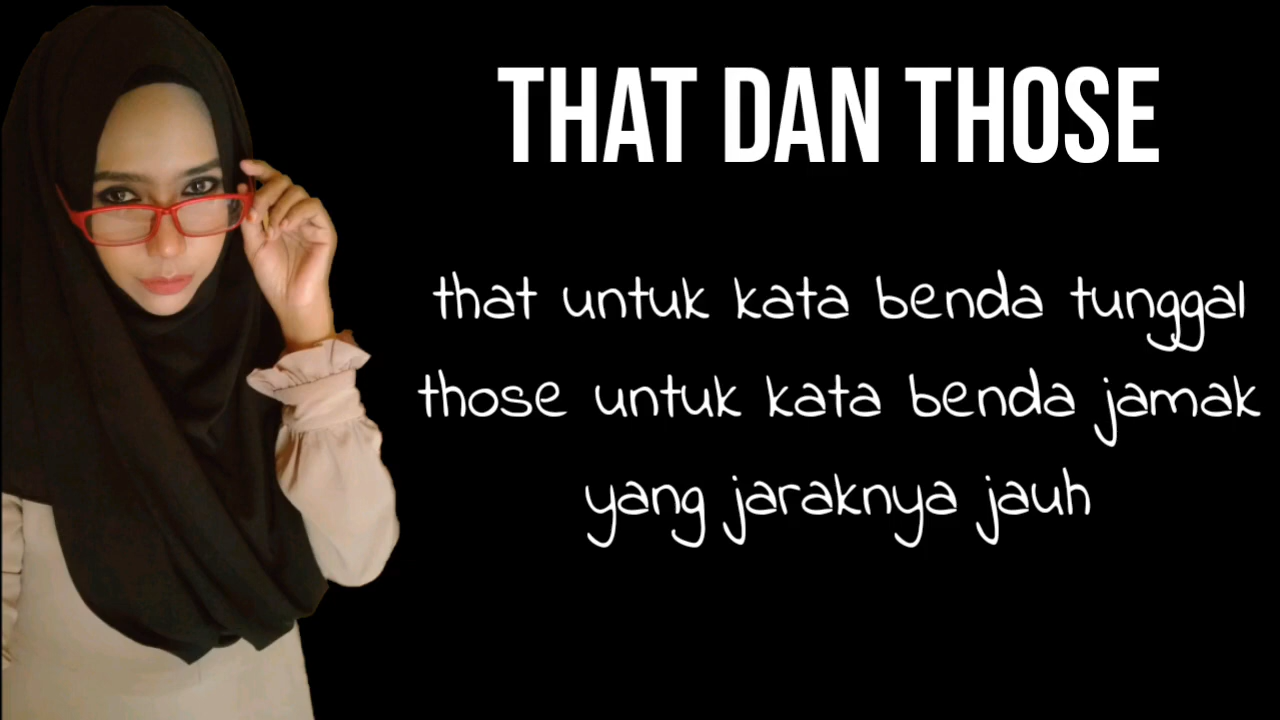 THAT DAN THOSE
that untuk kata benda tunggal
those untuk kata benda jamak
yang jaraknya jauh